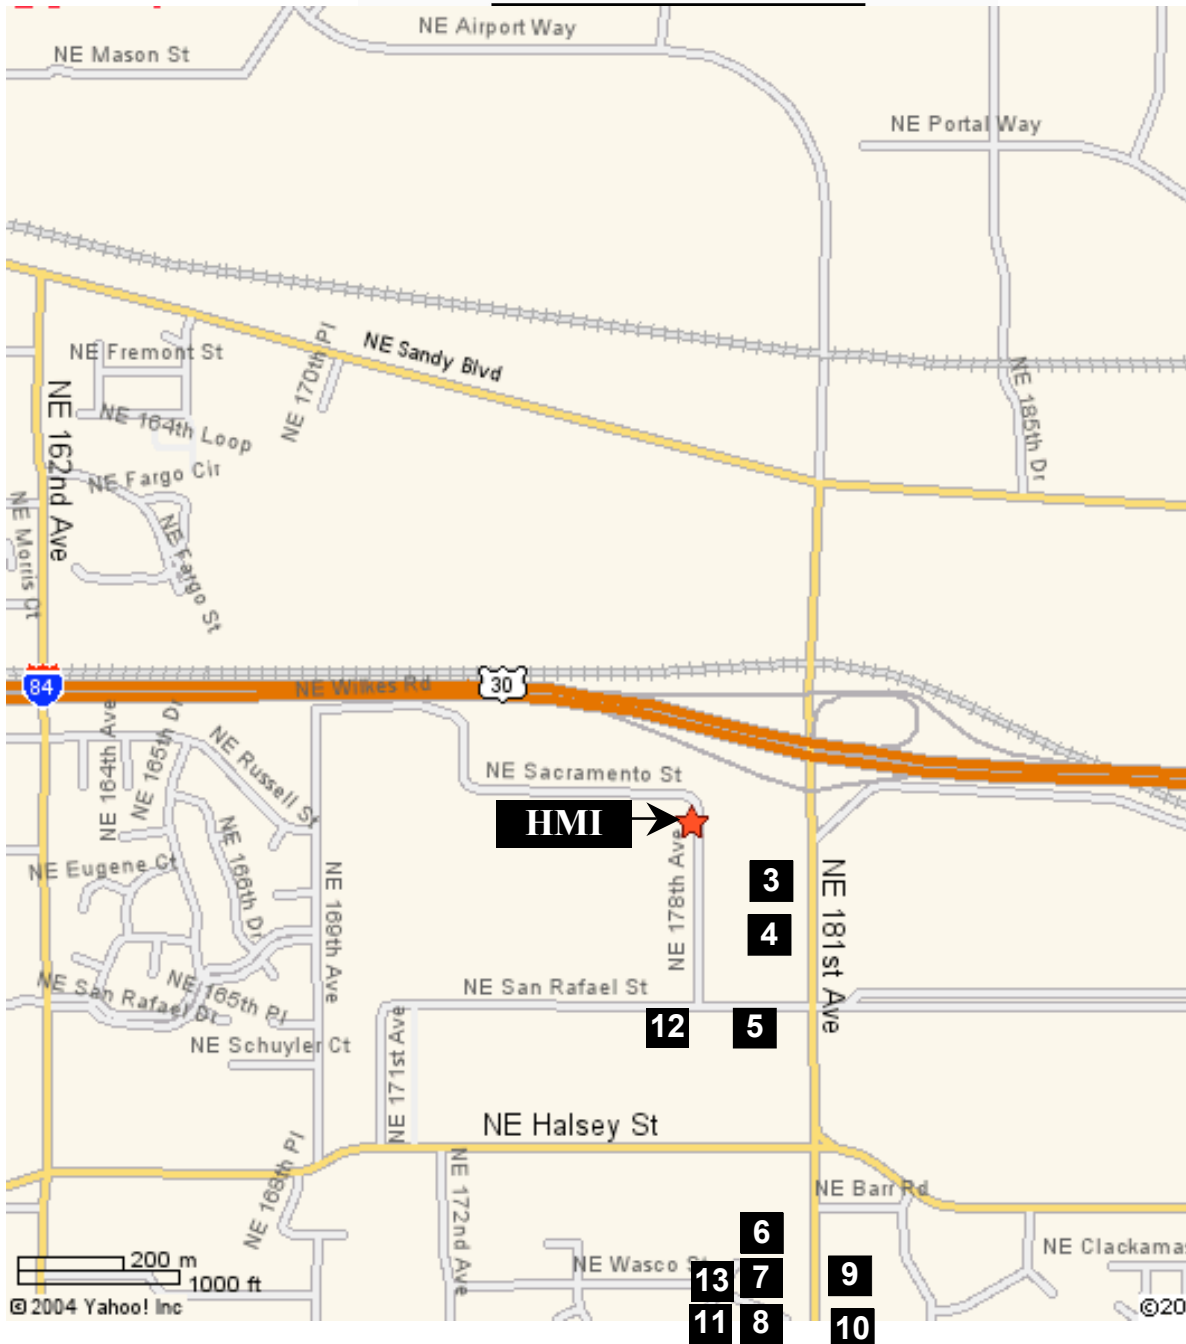 NE Airport Way
NE Mason St
NE Portal Way
NE Sandy Blvd
NE 170th Pl
NE Fremont St
NE 185th Dr
NE 162nd Ave
NE 164th Loop
NE Fargo Cir
NE Morris Ct
NE Fargo St
84
NE Wilkes Rd
30
NE 164th Ave
NE 165th Dr
NE Russell St
NE Sacramento St
HMI
NE 166th Dr
NE Eugene Ct
NE 169th Ave
NE 178th Ave
3
NE 181st Ave
4
NE San Rafael Dr
NE 165th Pl
NE San Rafael St
12
5
NE Schuyler Ct
NE 171st Ave
NE Halsey St
NE 168th Pl
NE 172nd Ave
NE Barr Rd
6
NE Clackamas
NE Wasco St
13
7
9
200 m
1000 ft
11
8
10
© 2004 Yahoo! Inc
©20